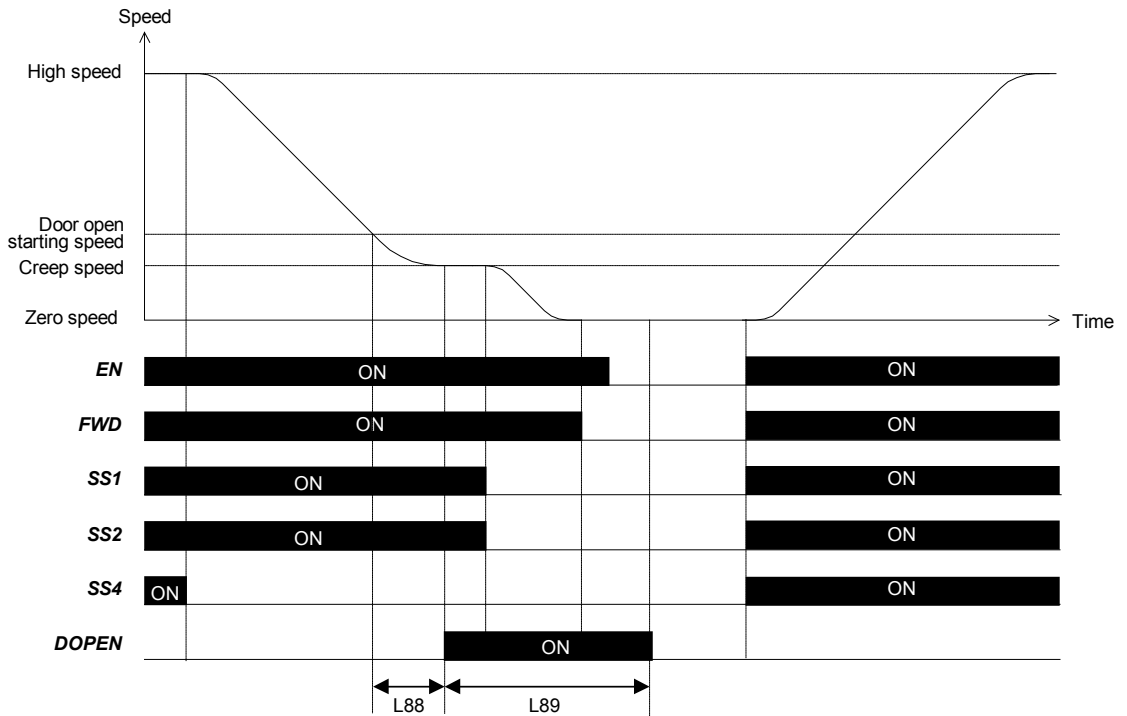 Speed
High speed
Door open
starting speed
Creep speed
Zero speed
Time
EN
ON
ON
FWD
ON
ON
SS1
ON
ON
SS2
ON
ON
SS4
ON
ON
DOPEN
ON
L88
L89